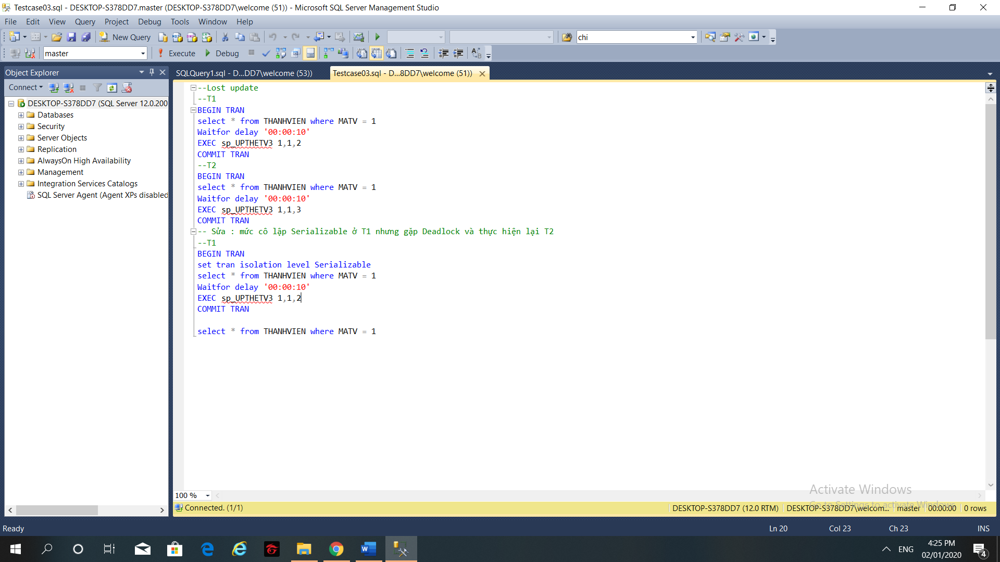 Testcase03.sql - DESKTOP-S378DD7.master (DESKTOP-S378DD7\welcome (51)) - Microsoft SQL Server Management Studio
File Edit View Query Project Debug Tools Window Help
New Query
chi
master
Execute
Debug
Object Explorer
SQLQuery1.sql - D...DD7\welcome (53))
Testcase03.sql - D...8DD7\welcome (51))
Connect
DESKTOP-S378DD7 (SQL Server 12.0.200
Databases
Security
Server Objects
Replication
AlwaysOn High Availability
Management
Integration Services Catalogs
SQL Server Agent (Agent XPs disabled
--Lost update
--T1
BEGIN TRAN
select * from THANHVIEN where MATV = 1
Waitfor delay '00:00:10'
EXEC sp_UPTHETV3 1,1,2
COMMIT TRAN
--T2
BEGIN TRAN
select * from THANHVIEN where MATV = 1
Waitfor delay '00:00:10'
EXEC sp_UPTHETV3 1,1,3
COMMIT TRAN
-- Sửa : mức cô lập Serializable ở T1 nhưng gặp Deadlock và thực hiện lại T2
--T1
BEGIN TRAN
set tran isolation level Serializable
select * from THANHVIEN where MATV = 1
Waitfor delay '00:00:10'
EXEC sp_UPTHETV3 1,1,2
COMMIT TRAN
select * from THANHVIEN where MATV = 1
100 %
Activate Windows
Go to Settings to activate Windows.
Connected. (1/1)
DESKTOP-S378DD7 (12.0 RTM)
DESKTOP-S378DD7\welcom...
master
00:00:00
0 rows
Ready
Ln 20
Col 23
Ch 23
INS
ENG
4:25 PM
02/01/2020
4